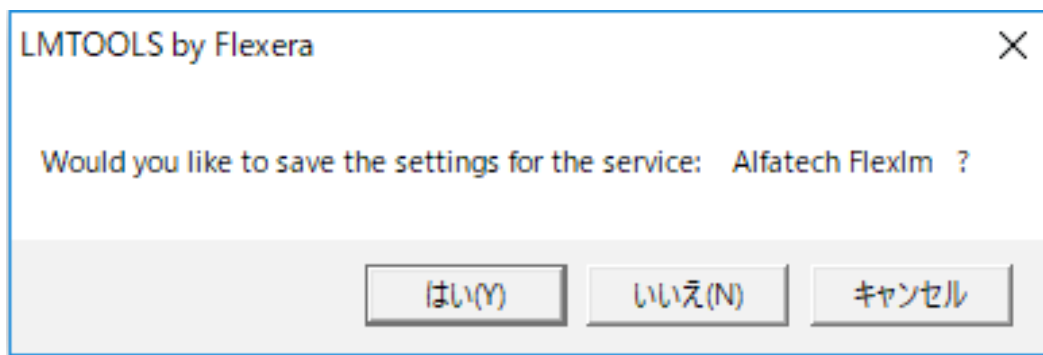 LMTOOLS by Flexera
Would you like to save the settings for the service: Alfatech Flexlm ?
はい(Y) いいえ(N) キャンセル